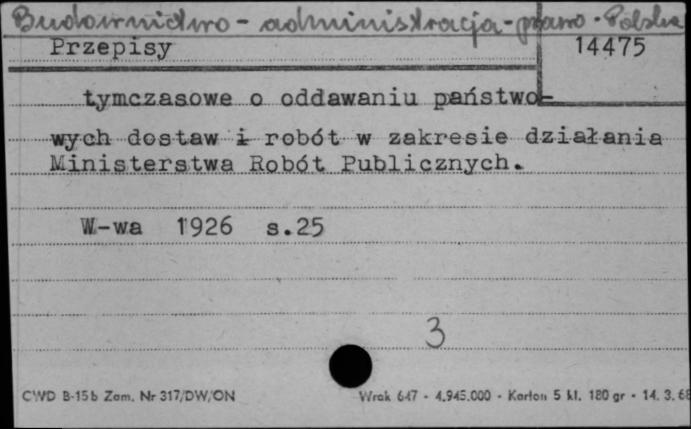 Budownictwo - administracja - prawo - Polska
Przepisy 14475
tymczasowe o oddawaniu państwo-
wych dostaw i robót w zakresie działania
Ministerstwa Robót Publicznych.
W-wa 1926 s.25
3
CWD B-15b Zam. Nr 317/DW/ON Wrak 647 - 4.945.000 - Karton 5 kl. 180 gr - 14. 3. 68